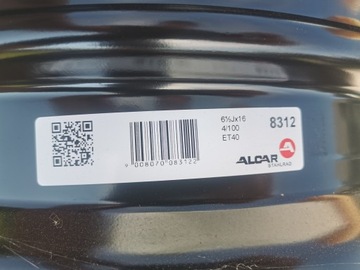 6½Jx16
4/100
ET40
8312
9 008070 083122
ALCAR
STAHLRAD